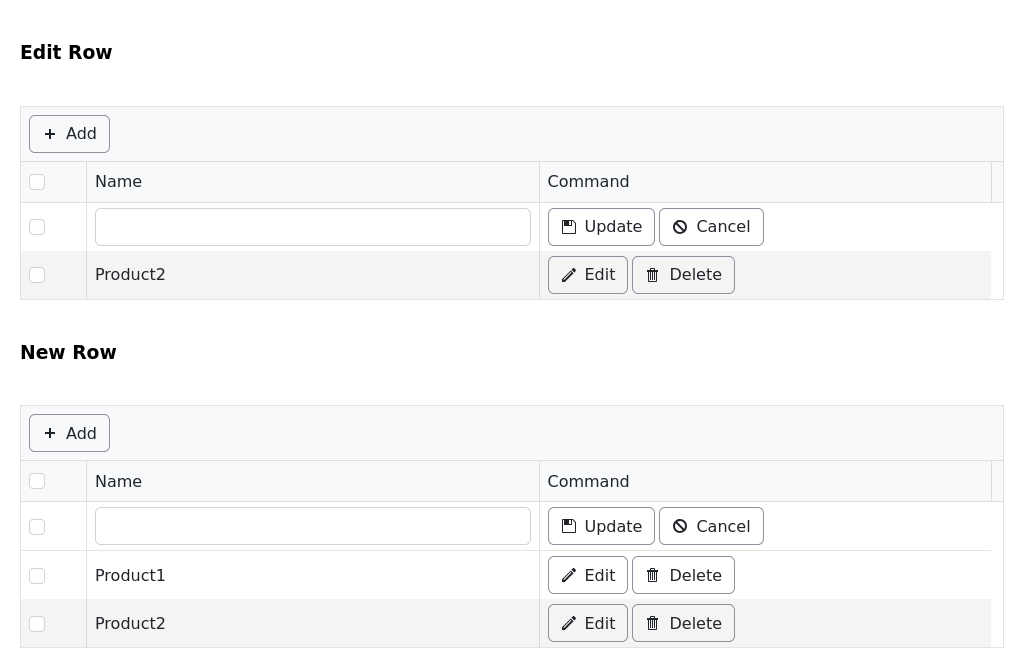 Edit Row
Add
Name Command
Update Cancel
Product2 Edit Delete
New Row
Add
Name Command
Update Cancel
Product1 Edit Delete
Product2 Edit Delete